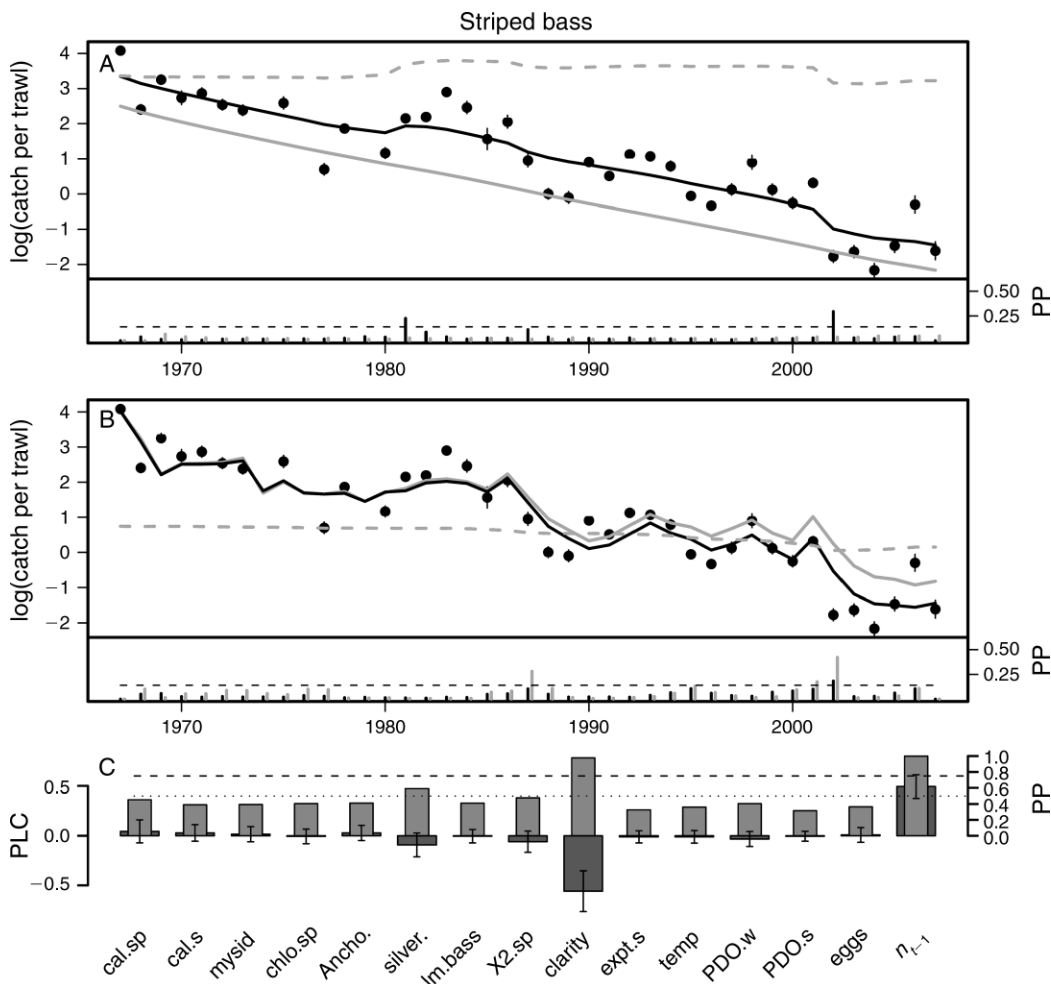 Striped bass
A
log(catch per trawl)
4
3
2
1
0
−1
−2
0.50
0.25
PP
1970
1980
1990
2000
B
log(catch per trawl)
4
3
2
1
0
−1
−2
0.50
0.25
PP
1970
1980
1990
2000
C
PLC
0.5
0.0
−0.5
1.0
0.8
0.6
0.4
0.2
0.0
PP
cal.sp
cal.s
mysid
chlo.sp
Ancho.
silver.
lm.bass
X2.sp
clarity
expt.s
temp
PDO.w
PDO.s
eggs
n t−1